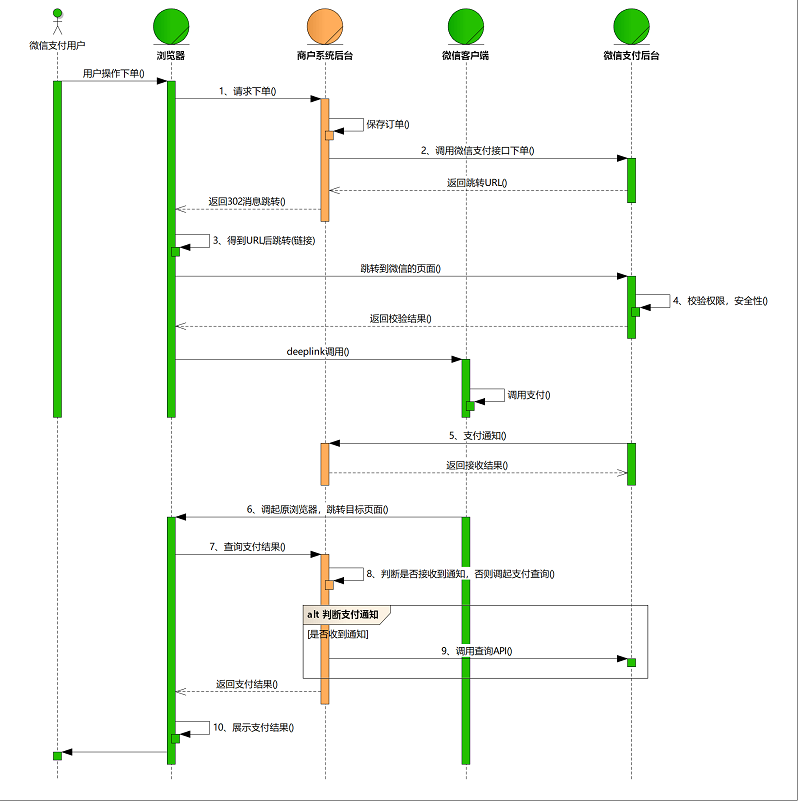 微信支付用户
浏览器
商户系统后台
微信客户端
微信支付后台
用户操作下单()
1、请求下单()
保存订单()
2、调用微信支付接口下单()
返回跳转URL()
返回302消息跳转()
3、得到URL后跳转(链接)
跳转到微信的页面()
4、校验权限，安全性()
返回校验结果()
deeplink调用()
调用支付()
5、支付通知()
返回接收结果()
6、调起原浏览器，跳转目标页面()
7、查询支付结果()
8、判断是否接收到通知，否则调起支付查询()
alt 判断支付通知
[是否收到通知]
9、调用查询API()
返回支付结果()
10、展示支付结果()